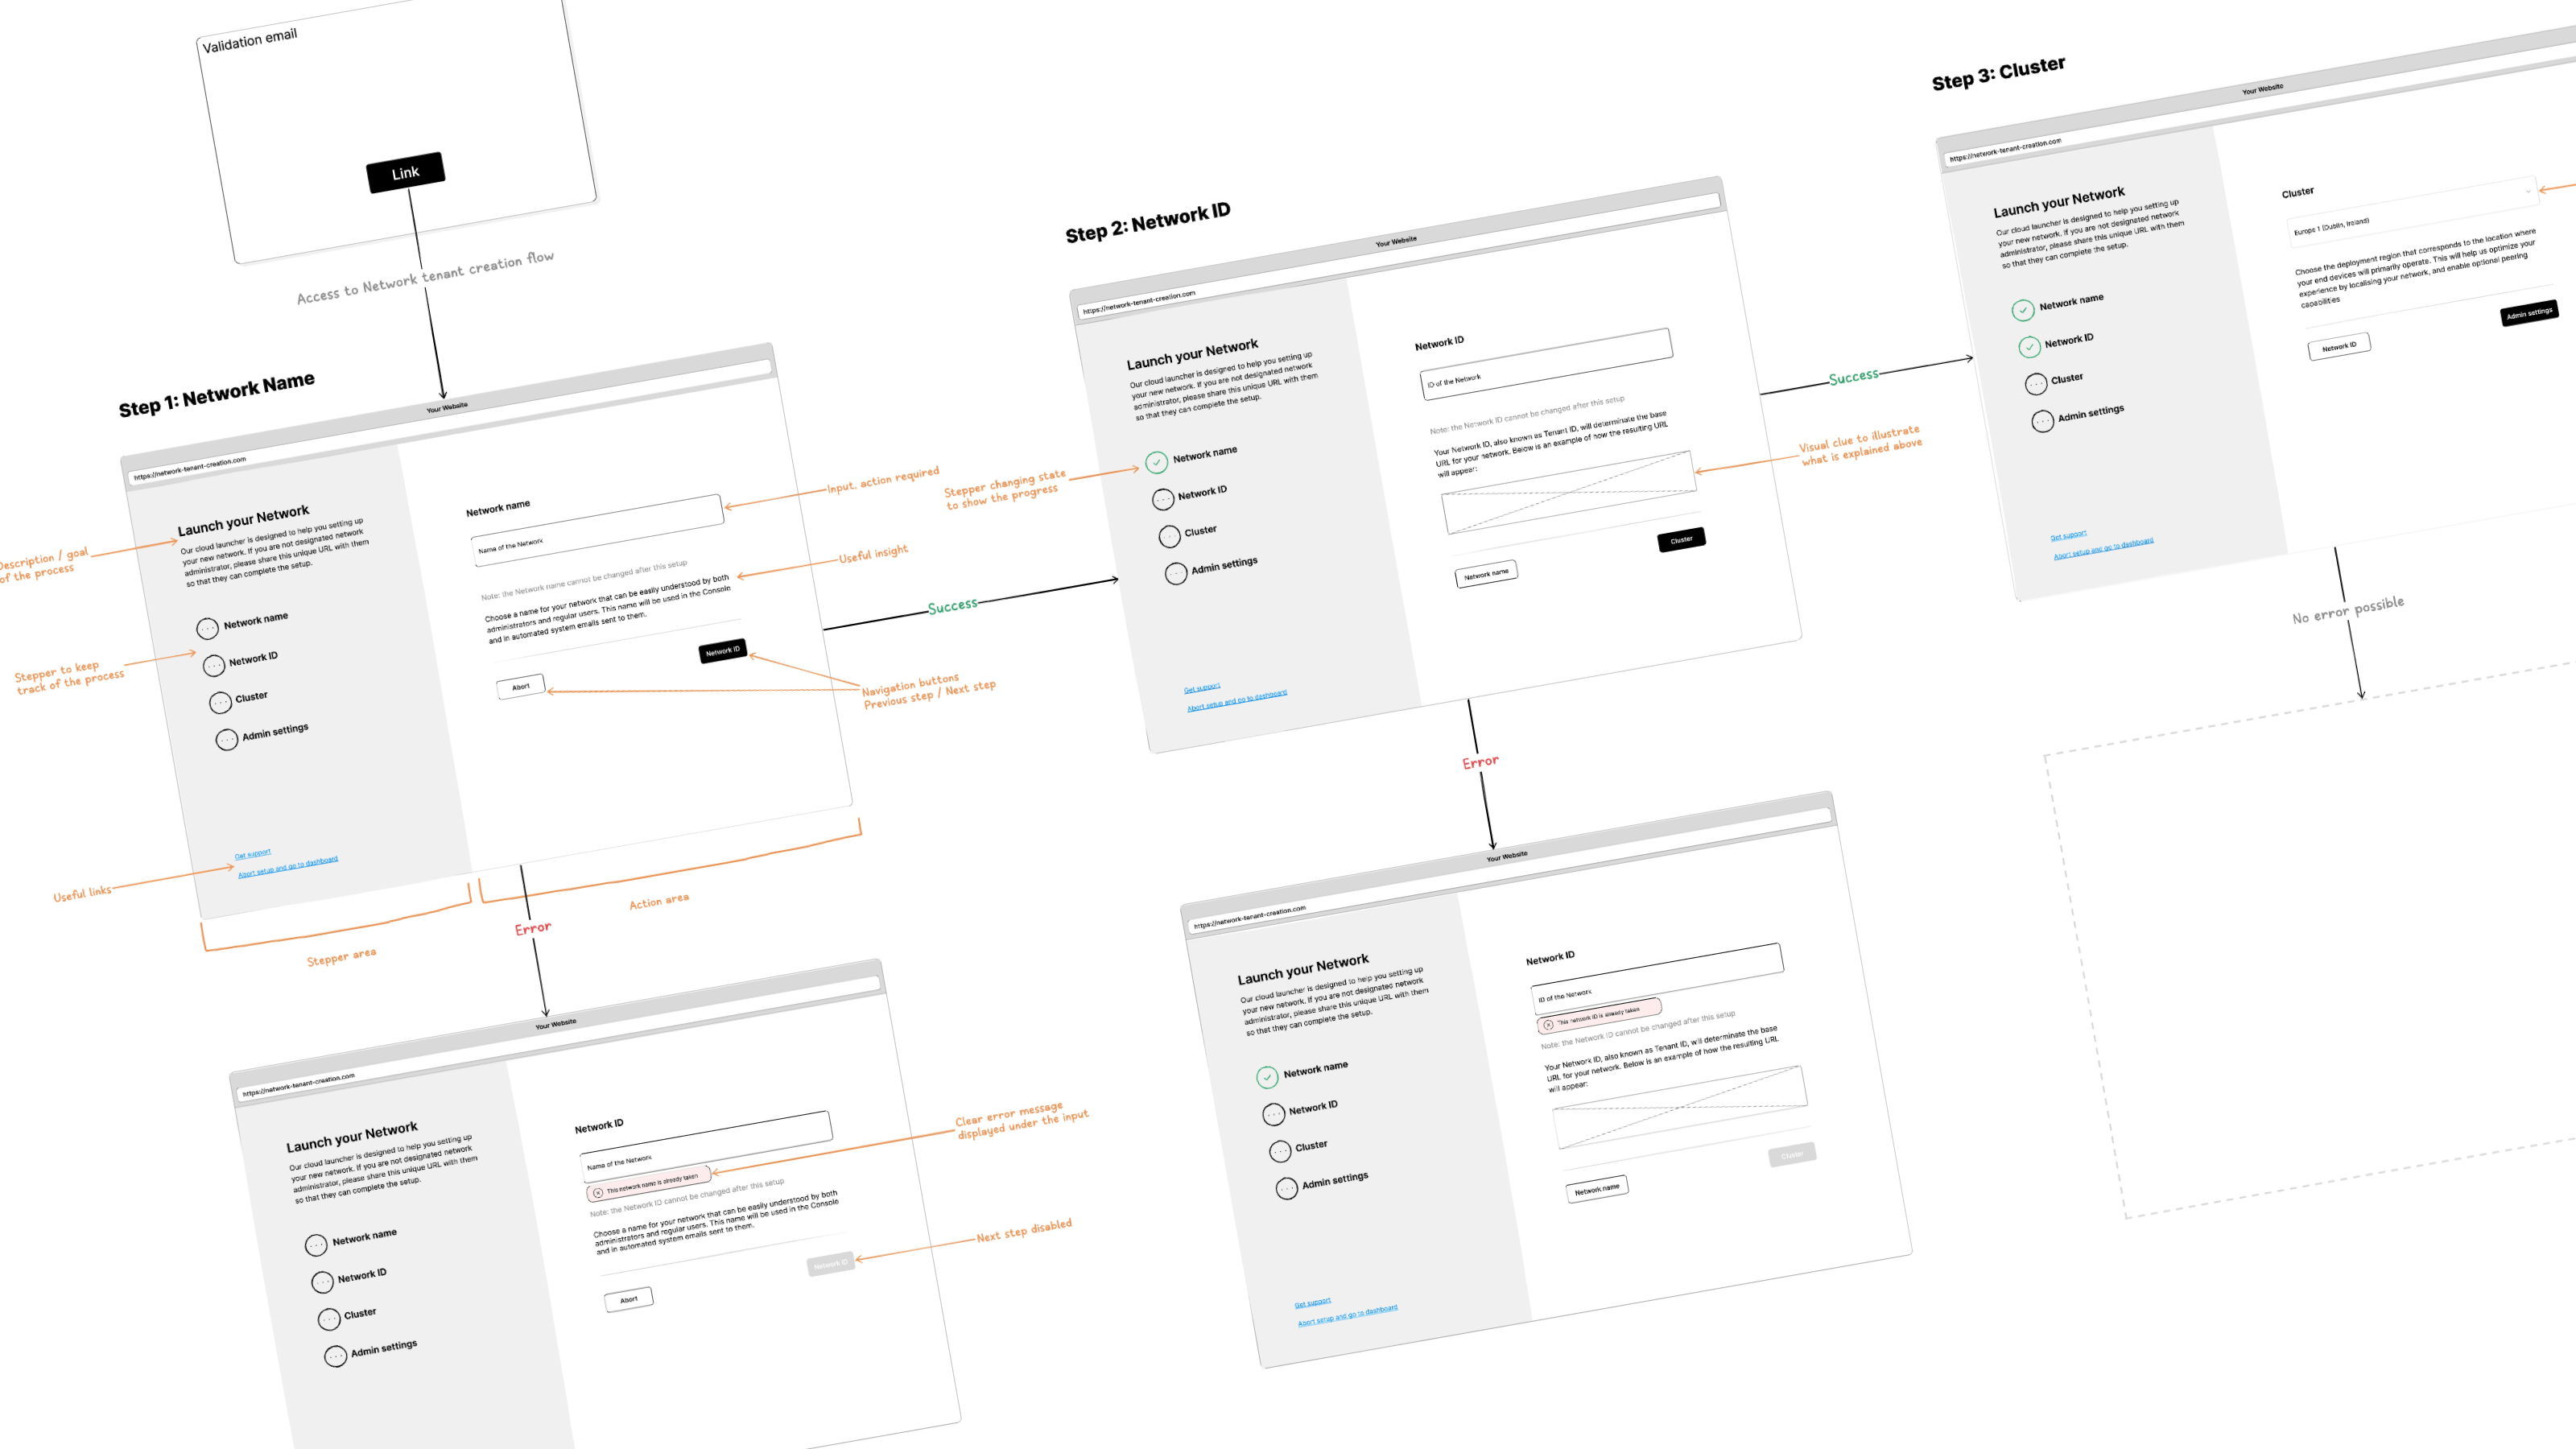 Validation email
Link
Access to Network tenant creation flow
Step 1: Network Name
Your Website
https://network-tenant-creation.com
Launch your Network
Our cloud launcher is designed to help you setting up
your new network. If you are not designated network
administrator, please share this unique URL with them
so that they can complete the setup.
Network name
Network ID
Cluster
Admin settings
Get support
Abort setup and go to dashboard
Network name
Name of the Network
Note: the Network name cannot be changed after this setup
Choose a name for your network that can be easily understood by both
administrators and regular users. This name will be used in the Console
and in automated system emails sent to them.
Network ID
Abort
Description / goal
of the process
Stepper to keep
track of the process
Useful links
Stepper area
Action area
Input, action required
Useful insight
Navigation buttons
Previous step / Next step
Success
Error
Your Website
https://network-tenant-creation.com
Launch your Network
Our cloud launcher is designed to help you setting up
your new network. If you are not designated network
administrator, please share this unique URL with them
so that they can complete the setup.
Network name
Network ID
Cluster
Admin settings
Network ID
Name of the Network
This network name is already taken
Note: the Network ID cannot be changed after this setup
Choose a name for your network that can be easily understood by both
administrators and regular users. This name will be used in the Console
and in automated system emails sent to them.
Network ID
Abort
Clear error message
displayed under the input
Next step disabled
Step 2: Network ID
Your Website
https://network-tenant-creation.com
Launch your Network
Our cloud launcher is designed to help you setting up
your new network. If you are not designated network
administrator, please share this unique URL with them
so that they can complete the setup.
Network name
Network ID
Cluster
Admin settings
Get support
Abort setup and go to dashboard
Network ID
ID of the Network
Note: the Network ID cannot be changed after this setup
Your Network ID, also known as Tenant ID, will determinate the base
URL for your network. Below is an example of how the resulting URL
will appear:
Cluster
Network name
Stepper changing state
to show the progress
Visual clue to illustrate
what is explained above
Success
Error
Your Website
https://network-tenant-creation.com
Launch your Network
Our cloud launcher is designed to help you setting up
your new network. If you are not designated network
administrator, please share this unique URL with them
so that they can complete the setup.
Network name
Network ID
Cluster
Admin settings
Get support
Abort setup and go to dashboard
Network ID
ID of the Network
This network ID is already taken
Note: the Network ID cannot be changed after this setup
Your Network ID, also known as Tenant ID, will determinate the base
URL for your network. Below is an example of how the resulting URL
will appear:
Cluster
Network name
Step 3: Cluster
Your Website
https://network-tenant-creation.com
Launch your Network
Our cloud launcher is designed to help you setting up
your new network. If you are not designated network
administrator, please share this unique URL with them
so that they can complete the setup.
Network name
Network ID
Cluster
Admin settings
Get support
Abort setup and go to dashboard
Cluster
Europe 1 (Dublin, Ireland)
Choose the deployment region that corresponds to the location where
your end devices will primarily operate. This will help us optimize your
experience by localising your network, and enable optional peering
capabilities
Admin settings
Network ID
No error possible